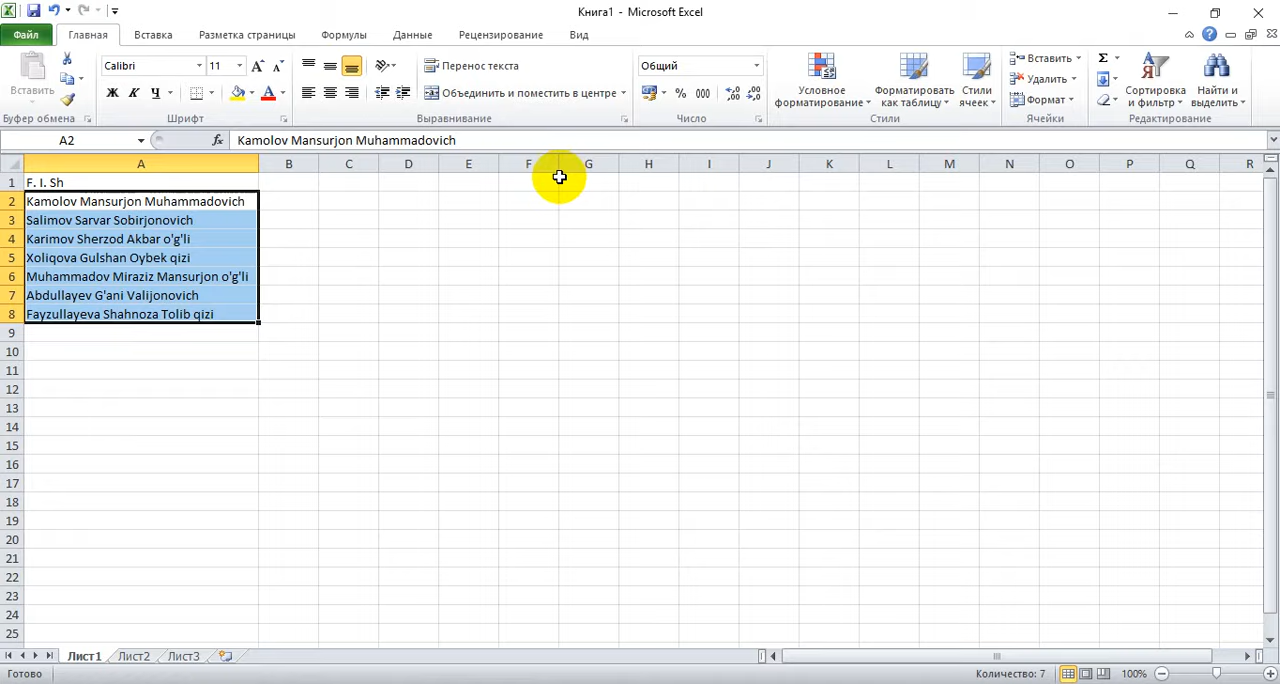 Книга1 - Microsoft Excel
Файл Главная Вставка Разметка страницы Формулы Данные Рецензирование Вид
Вставить
Calibri 11
Ж К Ч
Перенос текста
Объединить и поместить в центре
Общий
% 000
Условное форматирование
Форматировать как таблицу
Стили ячеек
Вставить
Удалить
Формат
Сортировка и фильтр
Найти и выделить
Буфер обмена Шрифт Выравнивание Число Стили Ячейки Редактирование
A2 fx Kamolov Mansurjon Muhammadovich
A B C D E F G H I J K L M N O P Q R
1 F. I. Sh
2 Kamolov Mansurjon Muhammadovich
3 Salimov Sarvar Sobirjonovich
4 Karimov Sherzod Akbar o'g'li
5 Xoliqova Gulshan Oybek qizi
6 Muhammadov Miraziz Mansurjon o'g'li
7 Abdullayev G'ani Valijonovich
8 Fayzullayeva Shahnoza Tolib qizi
9
10
11
12
13
14
15
16
17
18
19
20
21
22
23
24
25
Лист1 Лист2 Лист3
Готово Количество: 7 100%